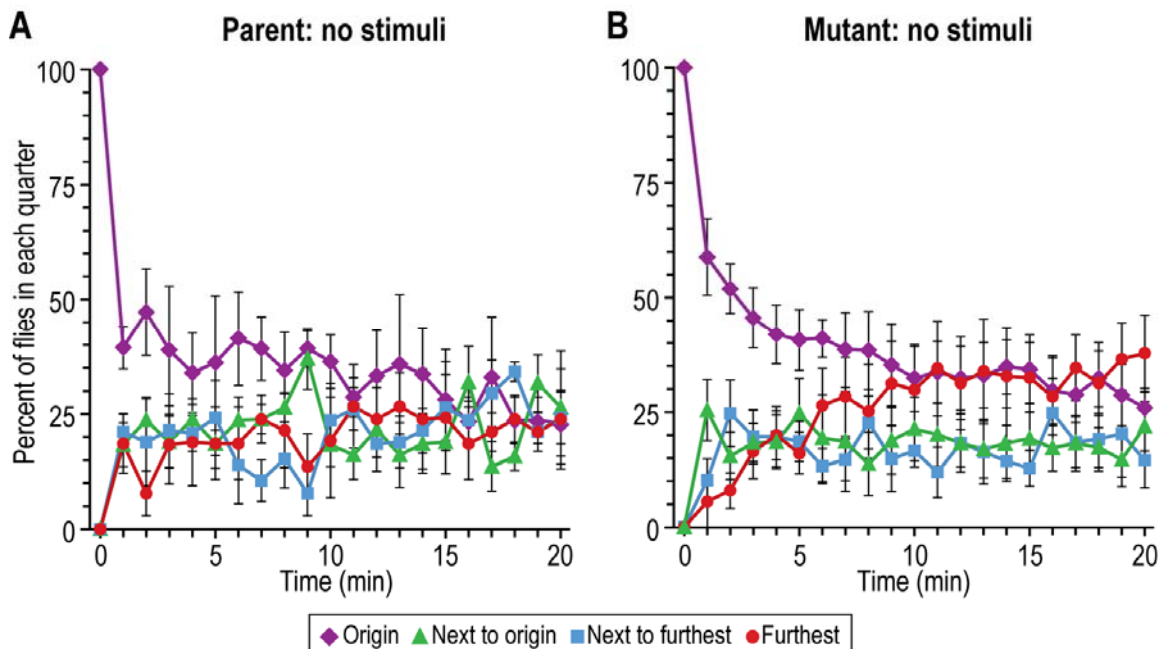 A
Parent: no stimuli
B
Mutant: no stimuli
Percent of flies in each quarter
100
75
50
25
0
0 5 10 15 20
Time (min)
100
75
50
25
0
0 5 10 15 20
Time (min)
Origin Next to origin Next to furthest Furthest